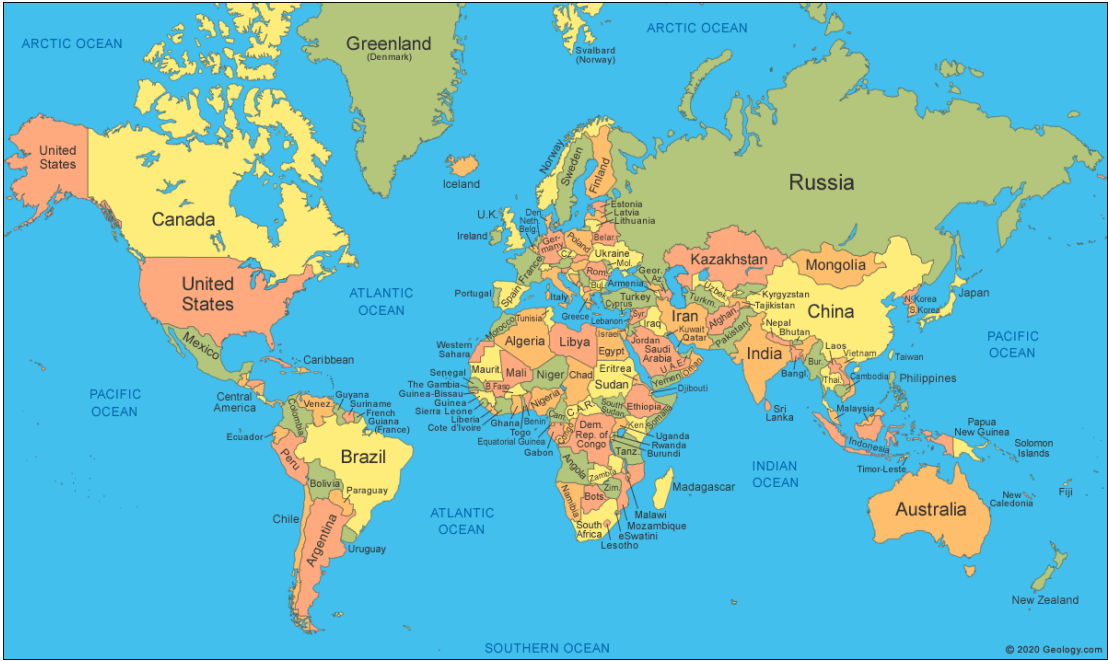 ARCTIC OCEAN
Greenland
(Denmark)
Svalbard
(Norway)
ARCTIC OCEAN
United
States
Canada
Iceland
Norway
Sweden
Finland
Russia
Estonia
Latvia
Lithuania
U.K.
Ireland
Den.
Neth.
Belg.
Ger-
many
Poland
Belar.
CZ
Ukraine
Mol.
France
Rom.
Bul.
Spain
Portugal
Italy
Greece
United
States
ATLANTIC
OCEAN
Kazakhstan
Mongolia
Geor.
Az.
Armenia
Turkey
Cyprus
Lebanon
Syr.
Israel
Iraq
Iran
Uzbek.
Turkm.
Kyrgyzstan
Tajikistan
Afghan.
Pakistan
Kuwait
Qatar
Jordan
Saudi
Arabia
U.A.E.
Oman
Yemen
China
N. Korea
S. Korea
Japan
PACIFIC
OCEAN
Nepal
Bhutan
India
Bangl.
Bur.
Laos
Vietnam
Thai.
Cambodia
Taiwan
Philippines
Sri
Lanka
Malaysia
Indonesia
Timor-Leste
Papua
New Guinea
Solomon
Islands
Mexico
Caribbean
Central
America
PACIFIC
OCEAN
Morocco
Tunisia
Algeria
Libya
Egypt
Western
Sahara
Maurit.
Mali
Niger
Chad
Sudan
Eritrea
Djibouti
Senegal
The Gambia
Guinea-Bissau
Guinea
Sierra Leone
Liberia
Cote d'Ivoire
B.Faso
Ghana
Togo
Benin
Nigeria
Cam.
C.A.R.
South
Sudan
Ethiopia
Somalia
Equatorial Guinea
Gabon
Congo
Dem.
Rep. of
Congo
Ken.
Uganda
Rwanda
Burundi
Tanz.
Angola
Zambia
Malawi
Mozambique
Zim.
Namibia
Bots.
South
Africa
eSwatini
Lesotho
Madagascar
INDIAN
OCEAN
Venez.
Guyana
Suriname
French
Guiana
(France)
Colombia
Ecuador
Peru
Brazil
Bolivia
Paraguay
Chile
Argentina
Uruguay
ATLANTIC
OCEAN
Australia
New
Caledonia
Fiji
New Zealand
SOUTHERN OCEAN
© 2020 Geology.com